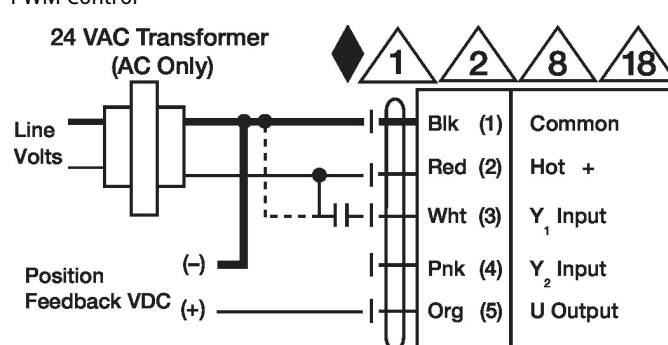 PWM Control
24 VAC Transformer
(AC Only)
1 2 8 18
Line
Volts
Blk (1) Common
Red (2) Hot +
Wht (3) Y1 Input
Pnk (4) Y2 Input
Org (5) U Output
Position
Feedback VDC
(–)
(+)